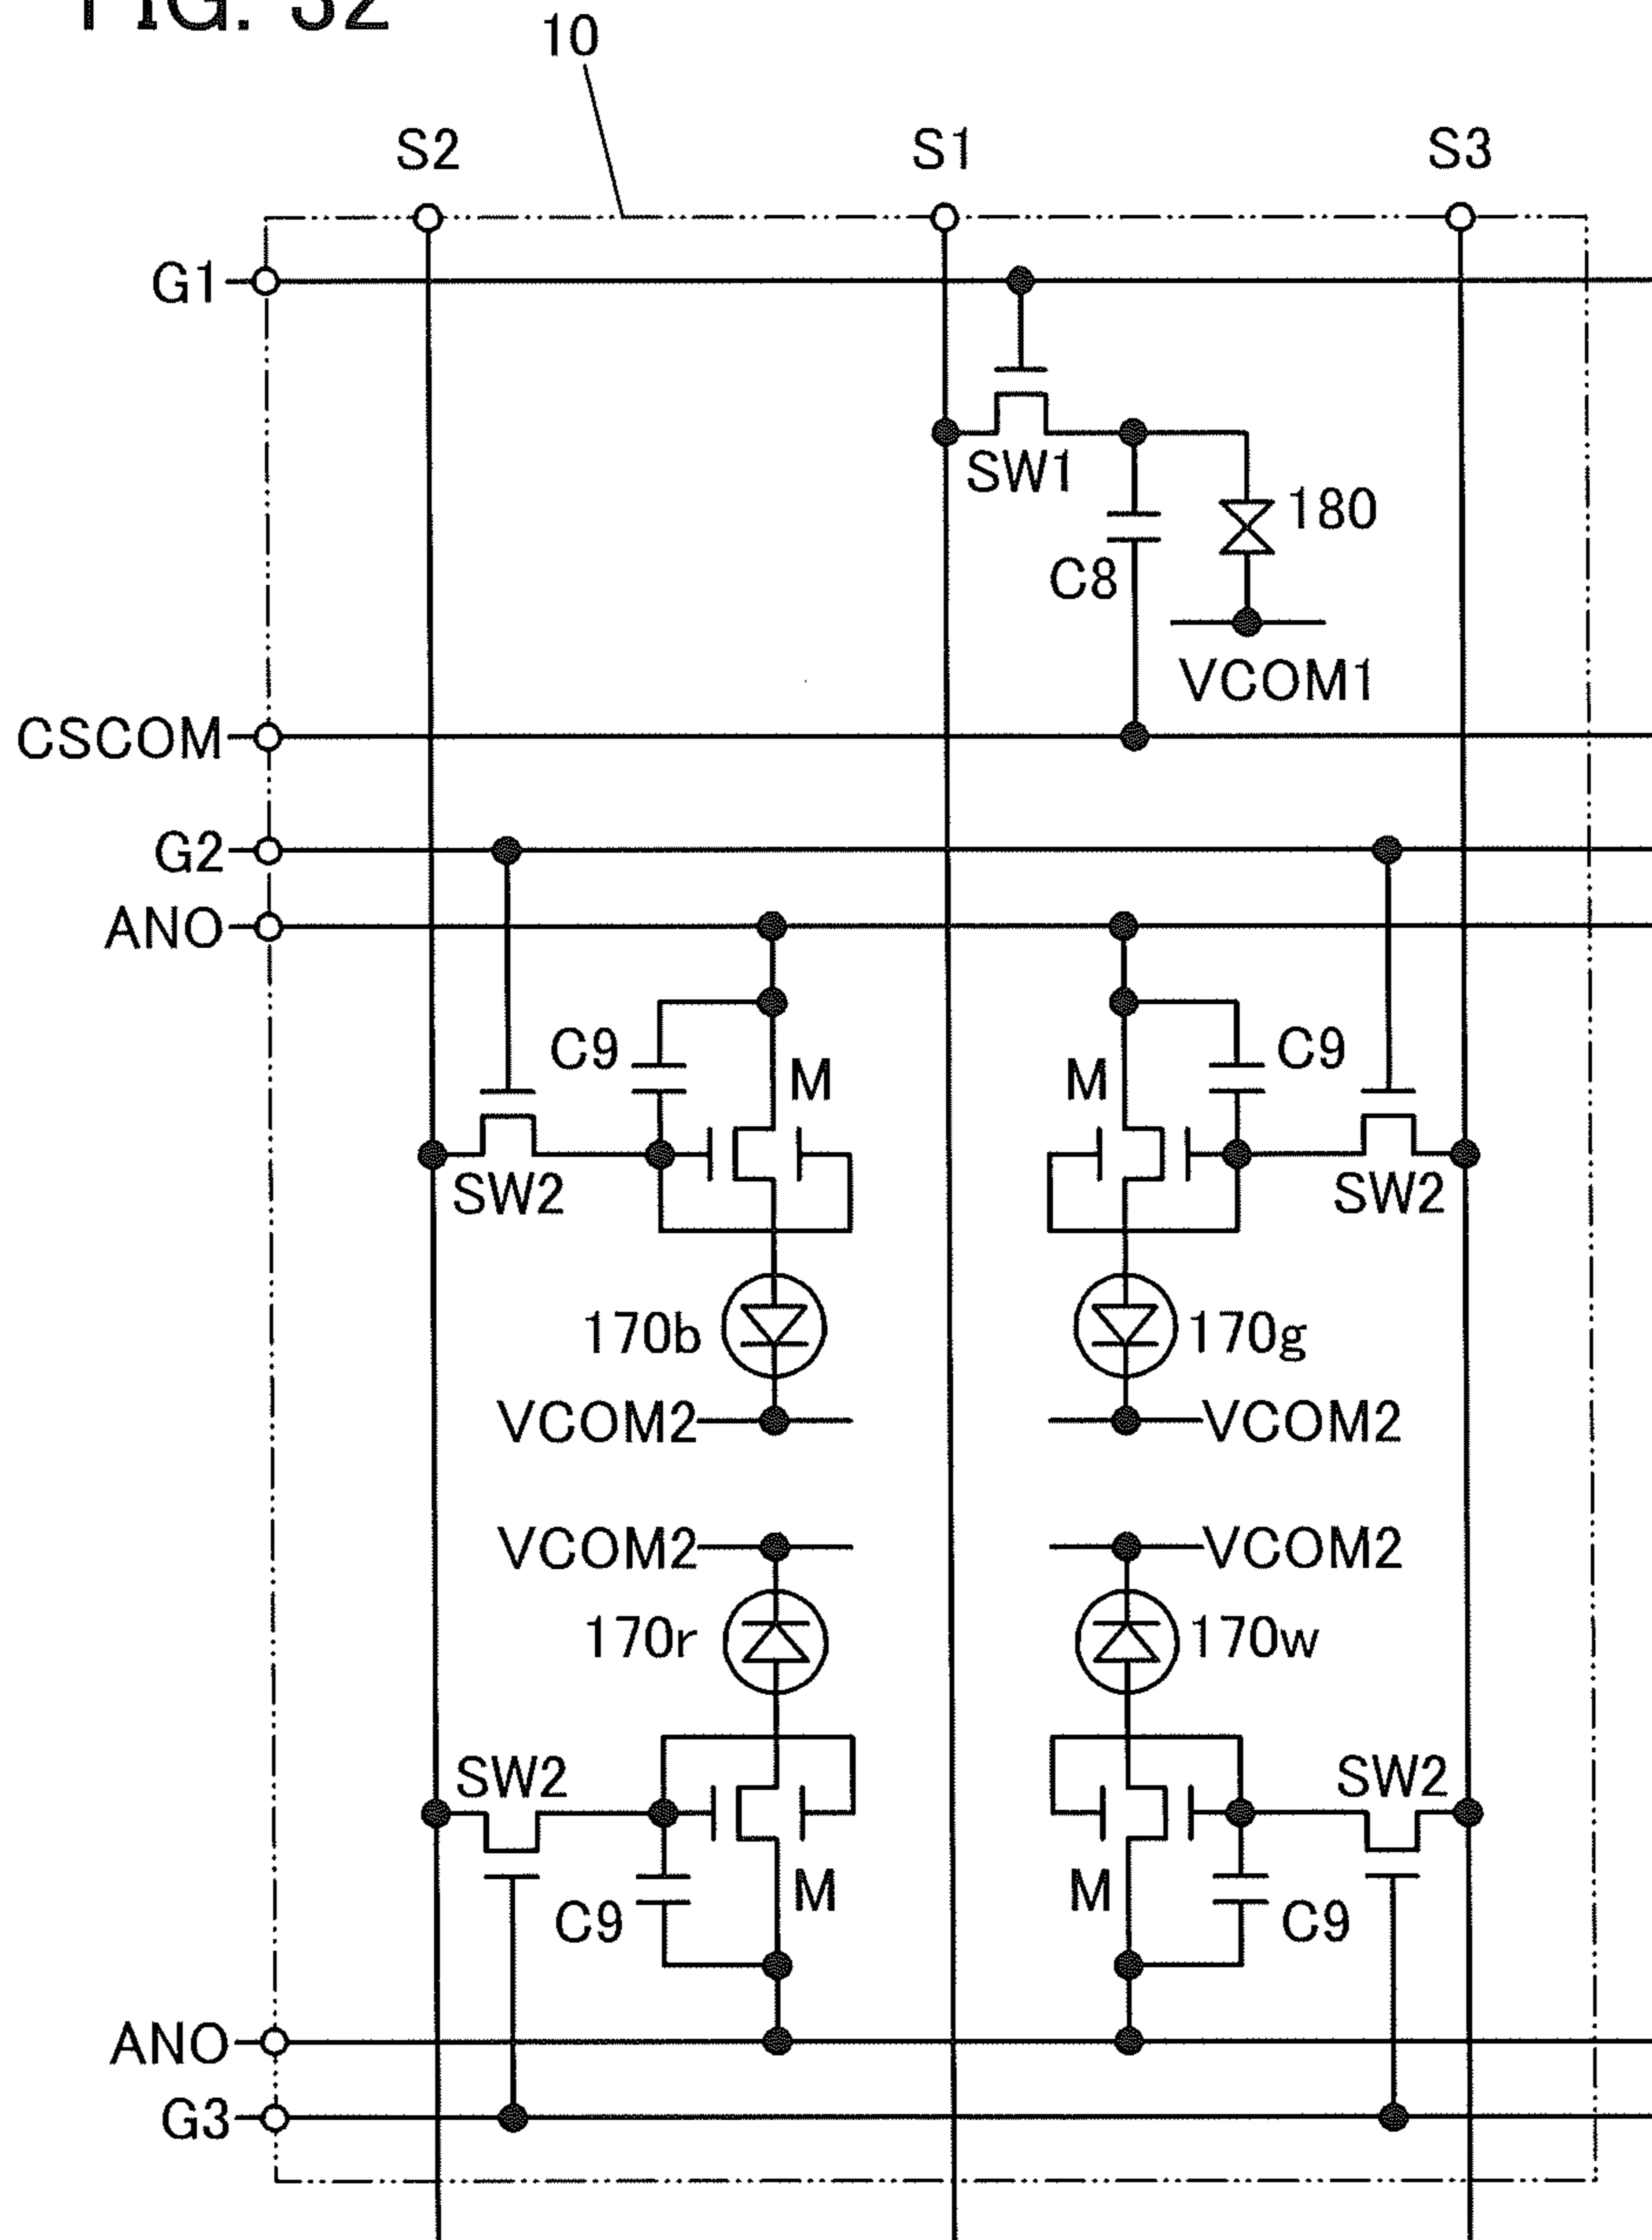 FIG. 32
10
S2 S1 S3
G1
SW1
180
C8
VCOM1
CSCOM
G2
ANO
C9 M M C9
SW2 SW2
170b 170g
VCOM2 VCOM2
VCOM2 VCOM2
170r 170w
SW2 SW2
C9 M M C9
ANO
G3